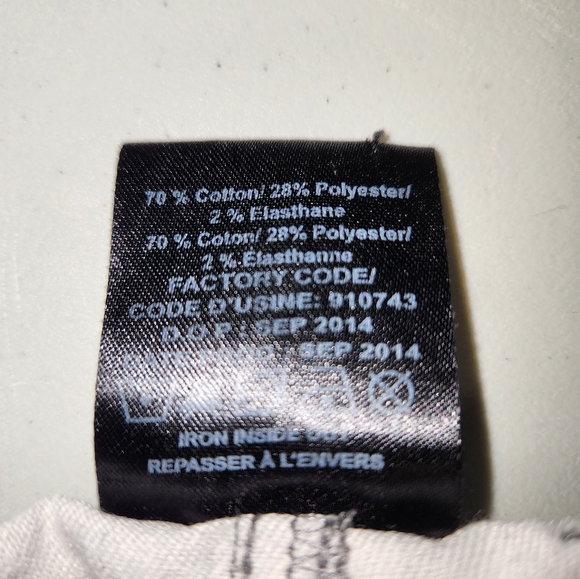 70 % Cotton/ 28% Polyester/
2 % Elasthane
70 % Coton/ 28% Polyester/
2 % Elasthanne
FACTORY CODE/
CODE D'USINE: 910743
D.O.P. : SEP 2014
DATE : SEP 2014
IRON INSIDE OUT
REPASSER À L'ENVERS